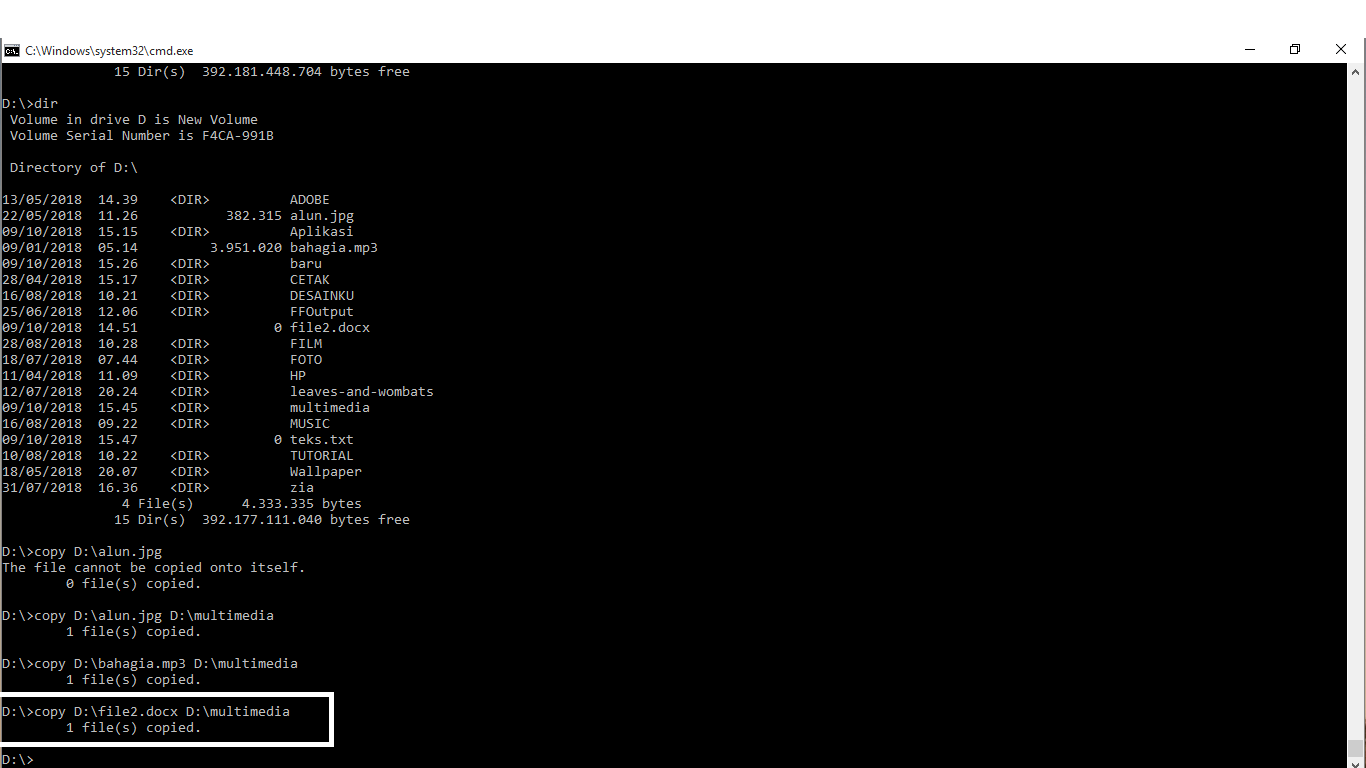 C:\Windows\system32\cmd.exe
15 Dir(s)  392.181.448.704 bytes free
D:\>dir
Volume in drive D is New Volume
Volume Serial Number is F4CA-991B
Directory of D:\
13/05/2018  14.39    <DIR>          ADOBE
22/05/2018  11.26           382.315 alun.jpg
09/10/2018  15.15    <DIR>          Aplikasi
09/01/2018  05.14         3.951.020 bahagia.mp3
09/10/2018  15.26    <DIR>          baru
28/04/2018  15.17    <DIR>          CETAK
16/08/2018  10.21    <DIR>          DESAINKU
25/06/2018  12.06    <DIR>          FFOutput
09/10/2018  14.51                 0 file2.docx
28/08/2018  10.28    <DIR>          FILM
18/07/2018  07.44    <DIR>          FOTO
11/04/2018  11.09    <DIR>          HP
12/07/2018  20.24    <DIR>          leaves-and-wombats
09/10/2018  15.45    <DIR>          multimedia
16/08/2018  09.22    <DIR>          MUSIC
09/10/2018  15.47                 0 teks.txt
10/08/2018  10.22    <DIR>          TUTORIAL
18/05/2018  20.07    <DIR>          Wallpaper
31/07/2018  16.36    <DIR>          zia
4 File(s)      4.333.335 bytes
15 Dir(s)  392.177.111.040 bytes free
D:\>copy D:\alun.jpg
The file cannot be copied onto itself.
0 file(s) copied.
D:\>copy D:\alun.jpg D:\multimedia
1 file(s) copied.
D:\>copy D:\bahagia.mp3 D:\multimedia
1 file(s) copied.
D:\>copy D:\file2.docx D:\multimedia
1 file(s) copied.
D:\>